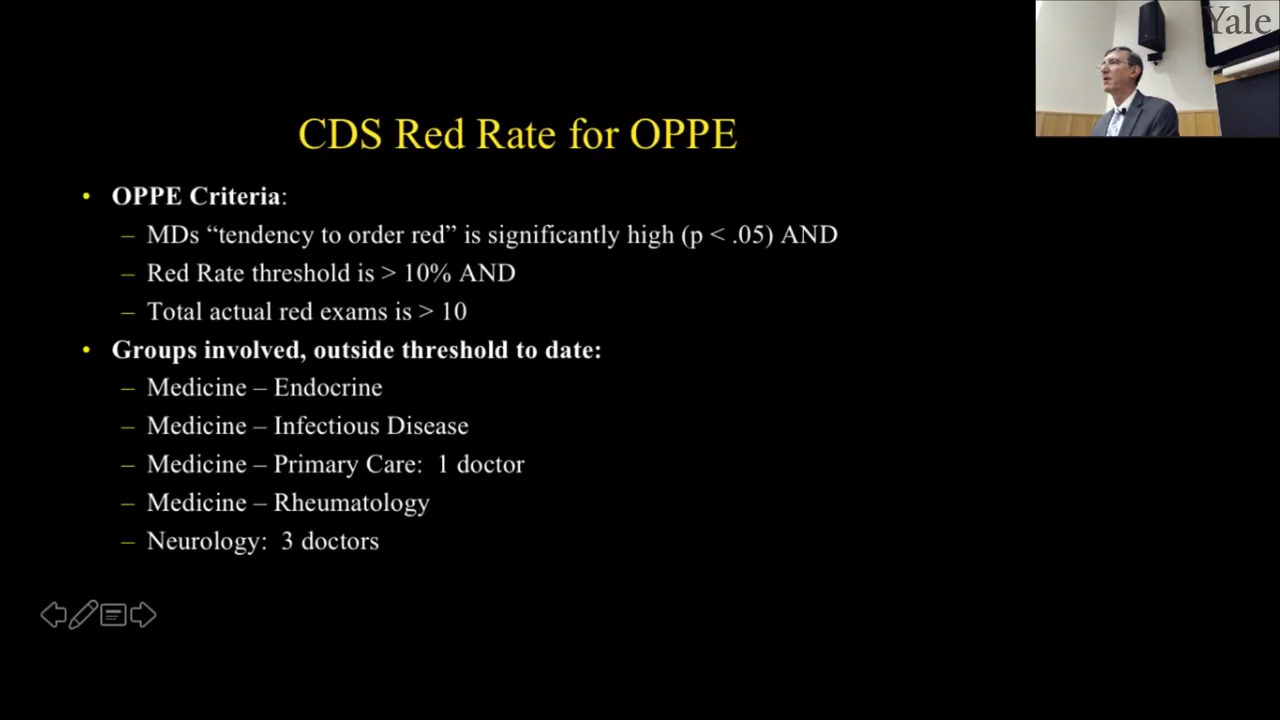 Yale
CDS Red Rate for OPPE
• OPPE Criteria:
– MDs “tendency to order red” is significantly high (p < .05) AND
– Red Rate threshold is > 10% AND
– Total actual red exams is > 10
• Groups involved, outside threshold to date:
– Medicine – Endocrine
– Medicine – Infectious Disease
– Medicine – Primary Care:  1 doctor
– Medicine – Rheumatology
– Neurology:  3 doctors